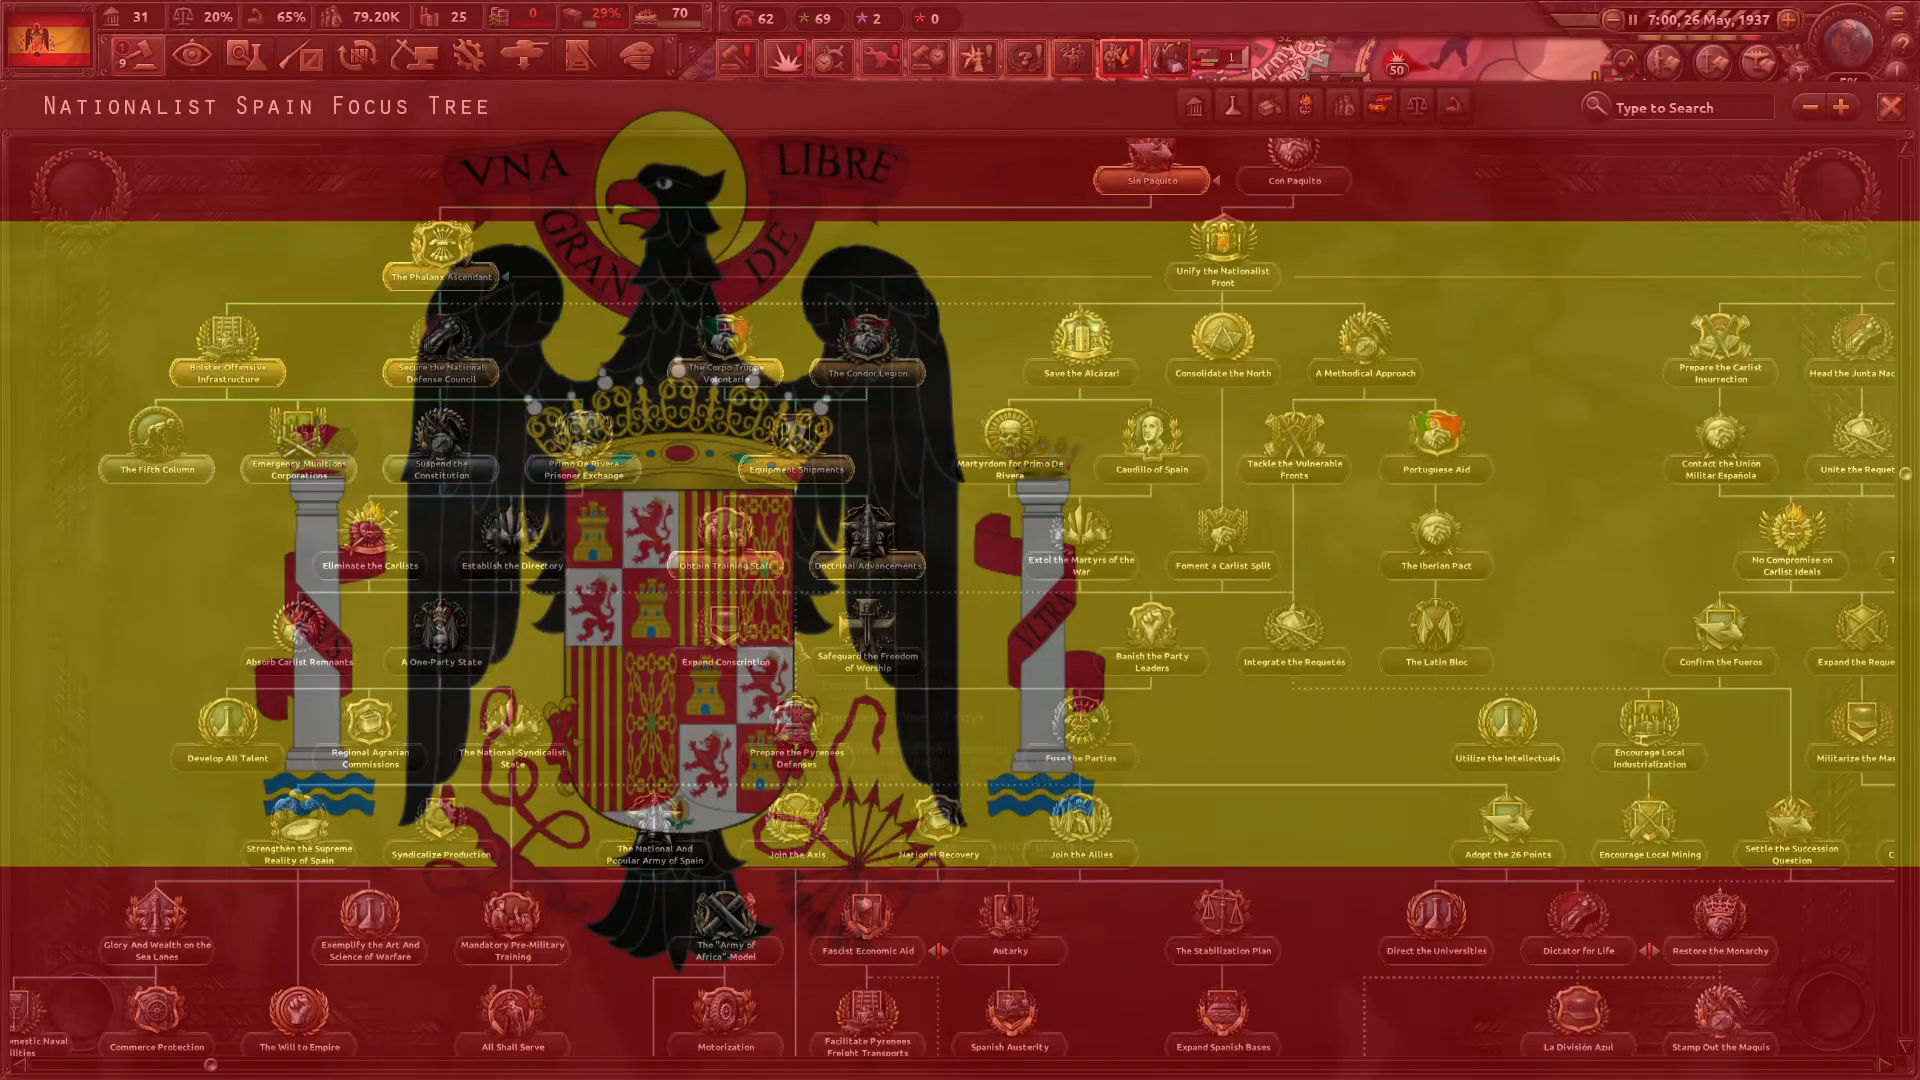 31
20%
65%
79.20K
25
0
29%
70
62
69
2
0
7:00, 26 May, 1937
1
9
1
50
Army
NATIONALIST SPAIN FOCUS TREE
Type to Search
VNA
LIBRE
GRAN
DE
Sin Paquito
Con Paquito
The Phalanx Ascendant
Unify the Nationalist
Front
Bolster Offensive
Infrastructure
Secure the National
Defense Council
The Corpo Truppe
Volontarie
The Condor Legion
Save the Alcázar!
Consolidate the North
A Methodical Approach
Prepare the Carlist
Insurrection
Head the Junta Nac
The Fifth Column
Emergency Munitions
Corporations
Suspend the
Constitution
Primo De Rivera
Prisoner Exchange
Equipment Shipments
Martyrdom for Primo De
Rivera
Caudillo of Spain
Tackle the Vulnerable
Fronts
Portuguese Aid
Contact the Unión
Militar Española
Unite the Requet
Eliminate the Carlists
Establish the Directory
Obtain Training Staff
Doctrinal Advancements
Extol the Martyrs of the
War
Foment a Carlist Split
The Iberian Pact
No Compromise on
Carlist Ideals
T
VLTRA
Absorb Carlist Remnants
A One-Party State
Expand Conscription
Safeguard the Freedom
of Worship
Banish the Party
Leaders
Integrate the Requetés
The Latin Bloc
Confirm the Fueros
Expand the Reque
Develop All Talent
Regional Agrarian
Commissions
The National-Syndicalist
State
Prepare the Pyrenees
Defenses
Fuse the Parties
Utilize the Intellectuals
Encourage Local
Industrialization
Militarize the Mas
Strengthen the Supreme
Reality of Spain
Syndicalize Production
The National And
Popular Army of Spain
Join the Axis
National Recovery
Join the Allies
Adopt the 26 Points
Encourage Local Mining
Settle the Succession
Question
C
Glory And Wealth on the
Sea Lanes
Exemplify the Art And
Science of Warfare
Mandatory Pre-Military
Training
The "Army of
Africa"-Model
Fascist Economic Aid
Autarky
The Stabilization Plan
Direct the Universities
Dictator for Life
Restore the Monarchy
omestic Naval
ilities
Commerce Protection
The Will to Empire
All Shall Serve
Motorization
Facilitate Pyrenees
Freight Transports
Spanish Austerity
Expand Spanish Bases
La División Azul
Stamp Out the Maquis